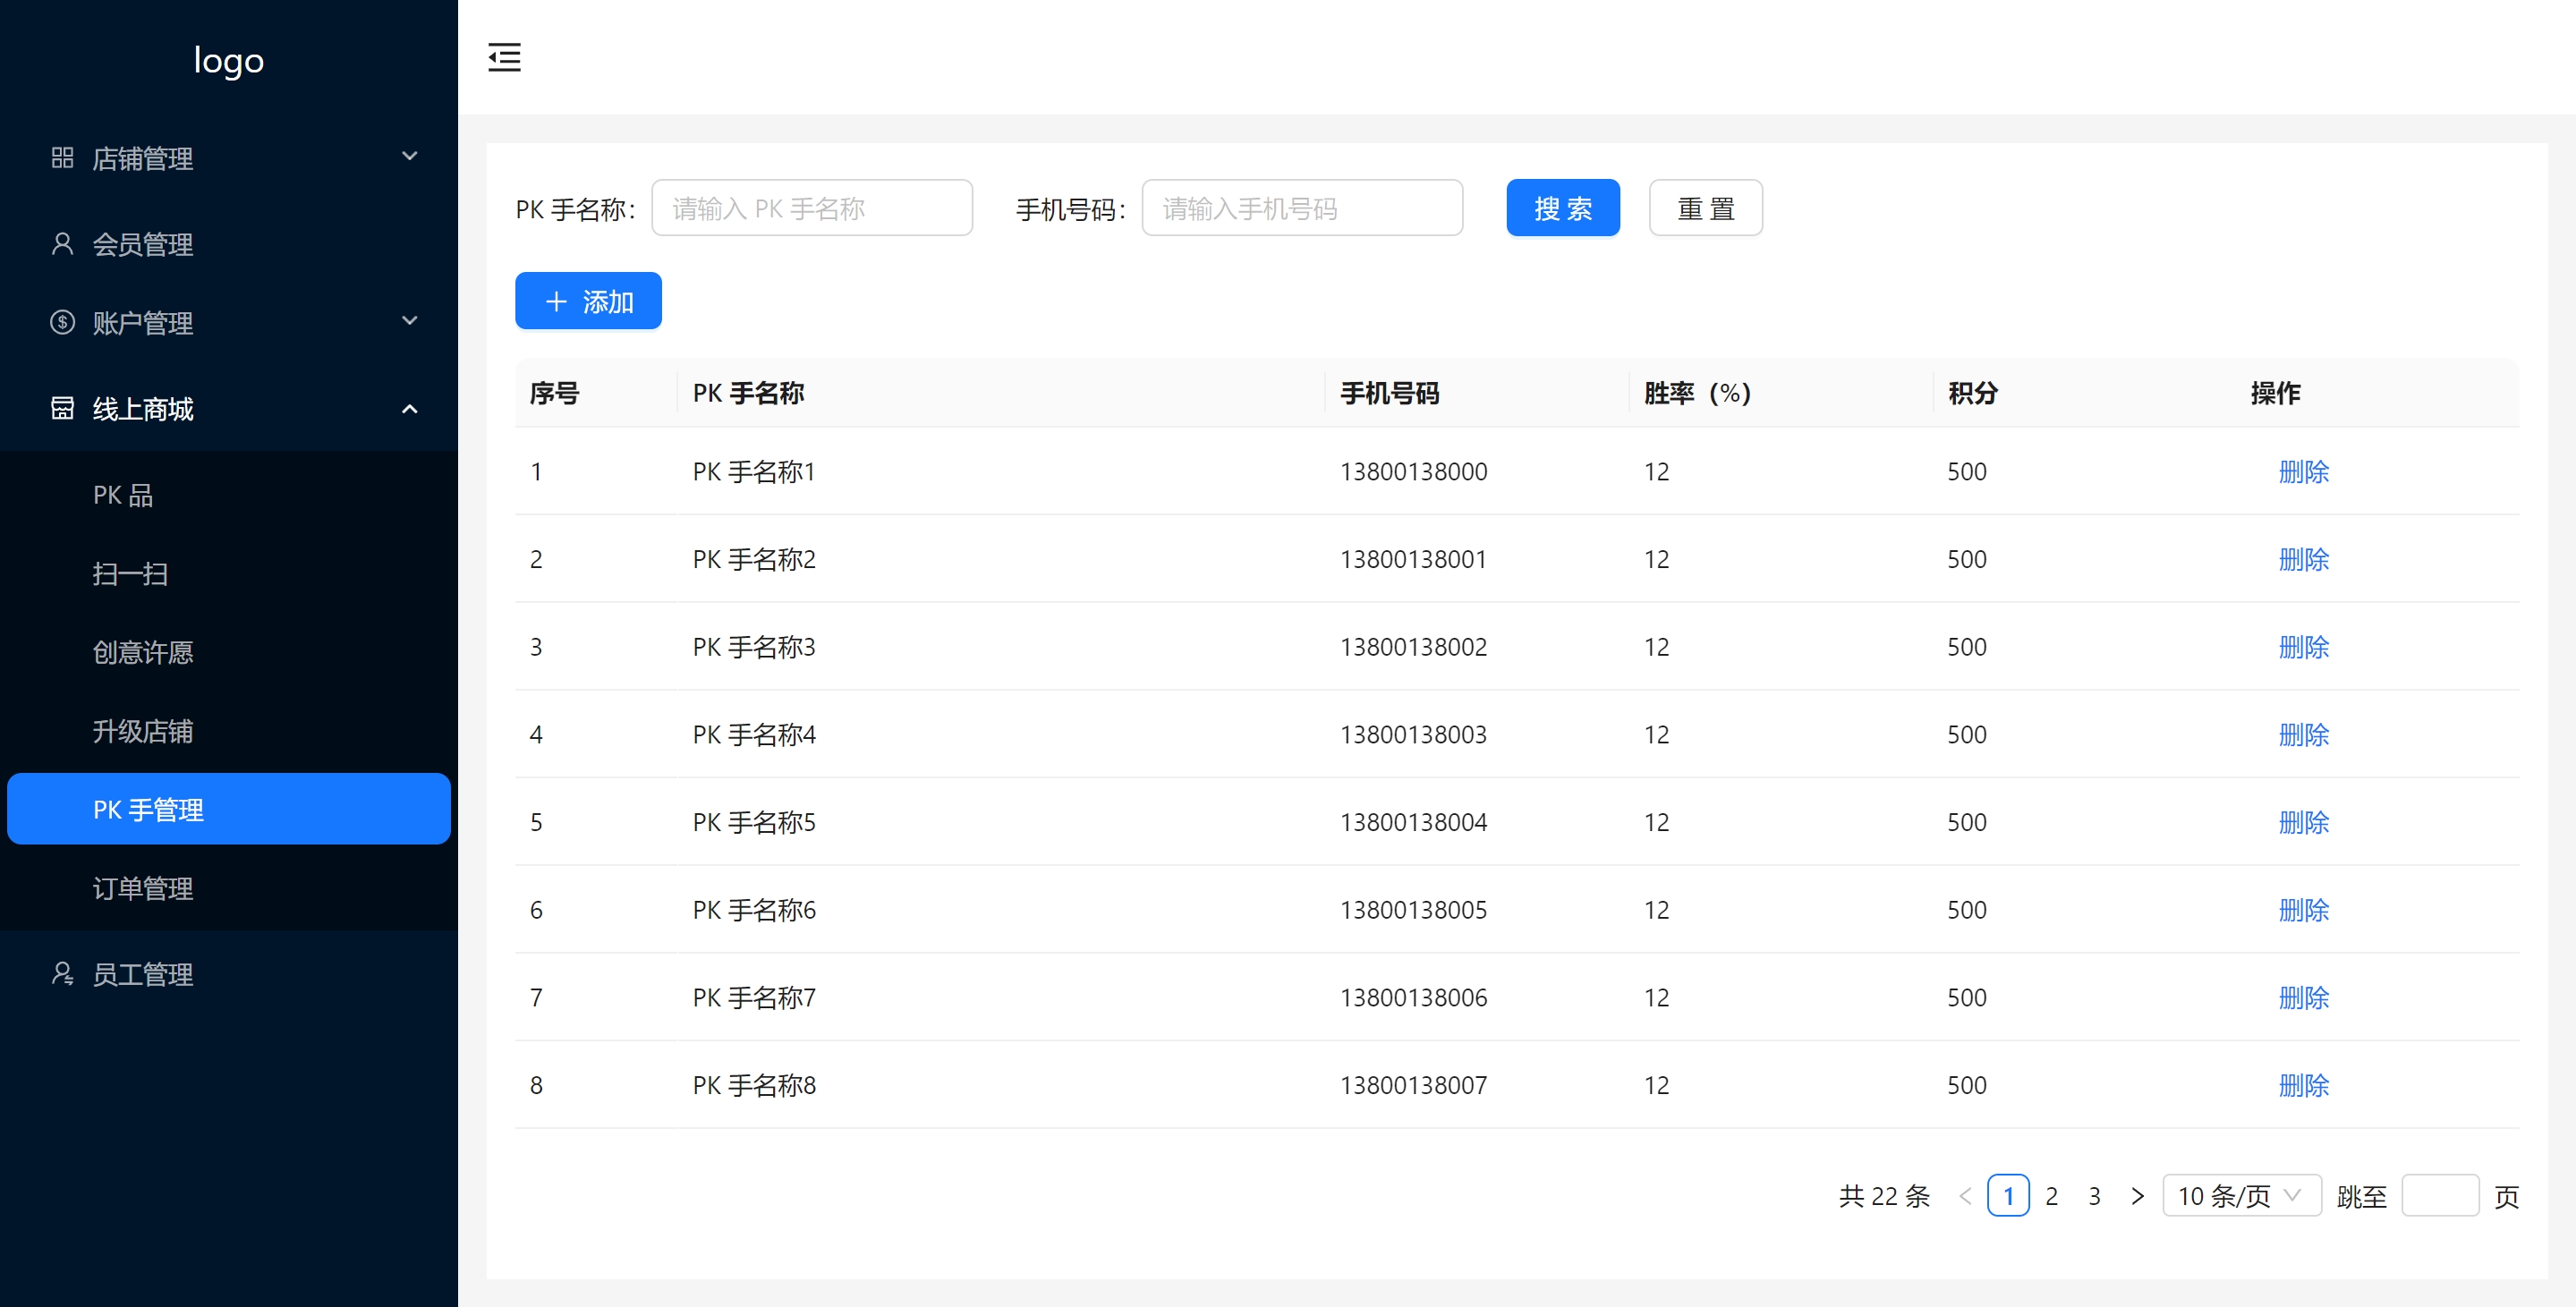 logo
店铺管理
会员管理
账户管理
线上商城
PK 品
扫一扫
创意许愿
升级店铺
PK 手管理
订单管理
员工管理
PK 手名称: 请输入 PK 手名称 手机号码: 请输入手机号码 搜 索 重 置
添加
序号 PK 手名称 手机号码 胜率（%） 积分 操作
1 PK 手名称1 13800138000 12 500 删除
2 PK 手名称2 13800138001 12 500 删除
3 PK 手名称3 13800138002 12 500 删除
4 PK 手名称4 13800138003 12 500 删除
5 PK 手名称5 13800138004 12 500 删除
6 PK 手名称6 13800138005 12 500 删除
7 PK 手名称7 13800138006 12 500 删除
8 PK 手名称8 13800138007 12 500 删除
共 22 条 < 1 2 3 > 10 条/页 跳至 页